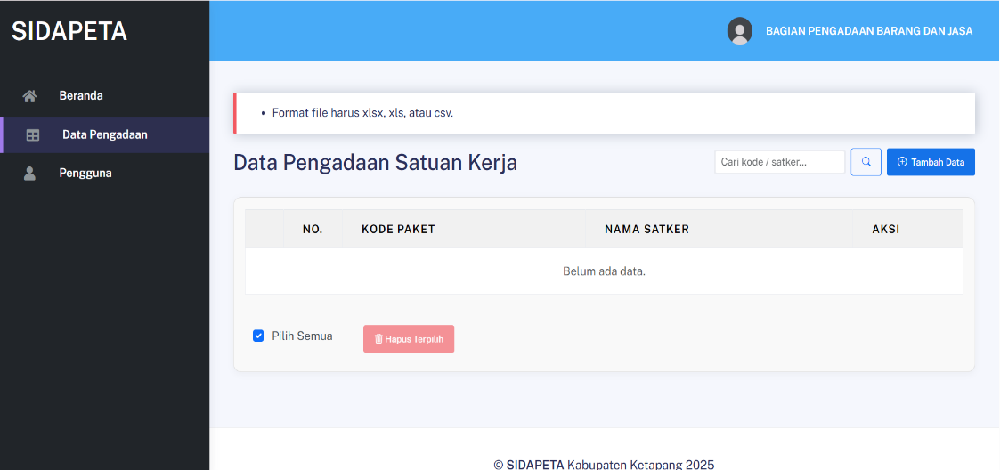 SIDAPETA
BAGIAN PENGADAAN BARANG DAN JASA
Beranda
Data Pengadaan
Pengguna
• Format file harus xlsx, xls, atau csv.
Data Pengadaan Satuan Kerja
Cari kode / satker...
Tambah Data
NO. KODE PAKET NAMA SATKER AKSI
Belum ada data.
Pilih Semua
Hapus Terpilih
© SIDAPETA Kabupaten Ketapang 2025